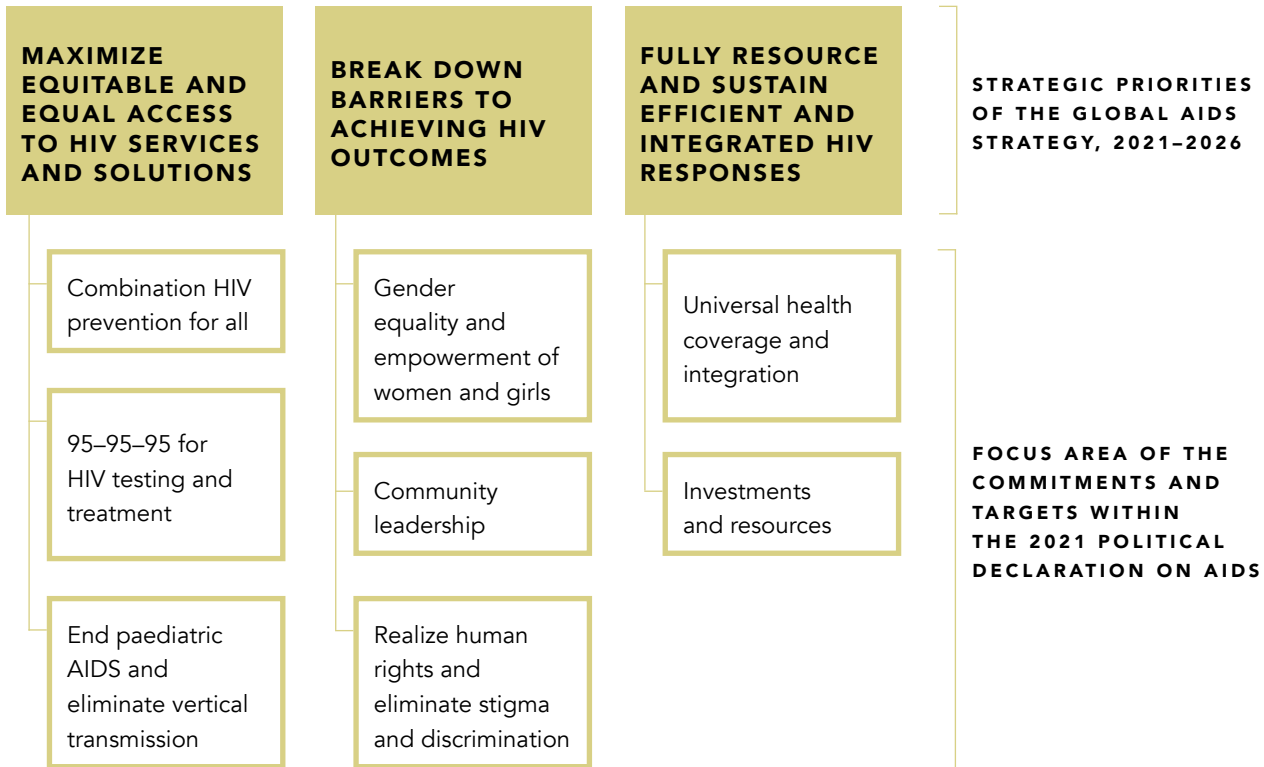 MAXIMIZE
EQUITABLE AND
EQUAL ACCESS
TO HIV SERVICES
AND SOLUTIONS
BREAK DOWN
BARRIERS TO
ACHIEVING HIV
OUTCOMES
FULLY RESOURCE
AND SUSTAIN
EFFICIENT AND
INTEGRATED HIV
RESPONSES
STRATEGIC PRIORITIES
OF THE GLOBAL AIDS
STRATEGY, 2021–2026
Combination HIV
prevention for all
95–95–95 for
HIV testing and
treatment
End paediatric
AIDS and
eliminate vertical
transmission
Gender
equality and
empowerment of
women and girls
Community
leadership
Realize human
rights and
eliminate stigma
and discrimination
Universal health
coverage and
integration
Investments
and resources
FOCUS AREA OF THE
COMMITMENTS AND
TARGETS WITHIN
THE 2021 POLITICAL
DECLARATION ON AIDS